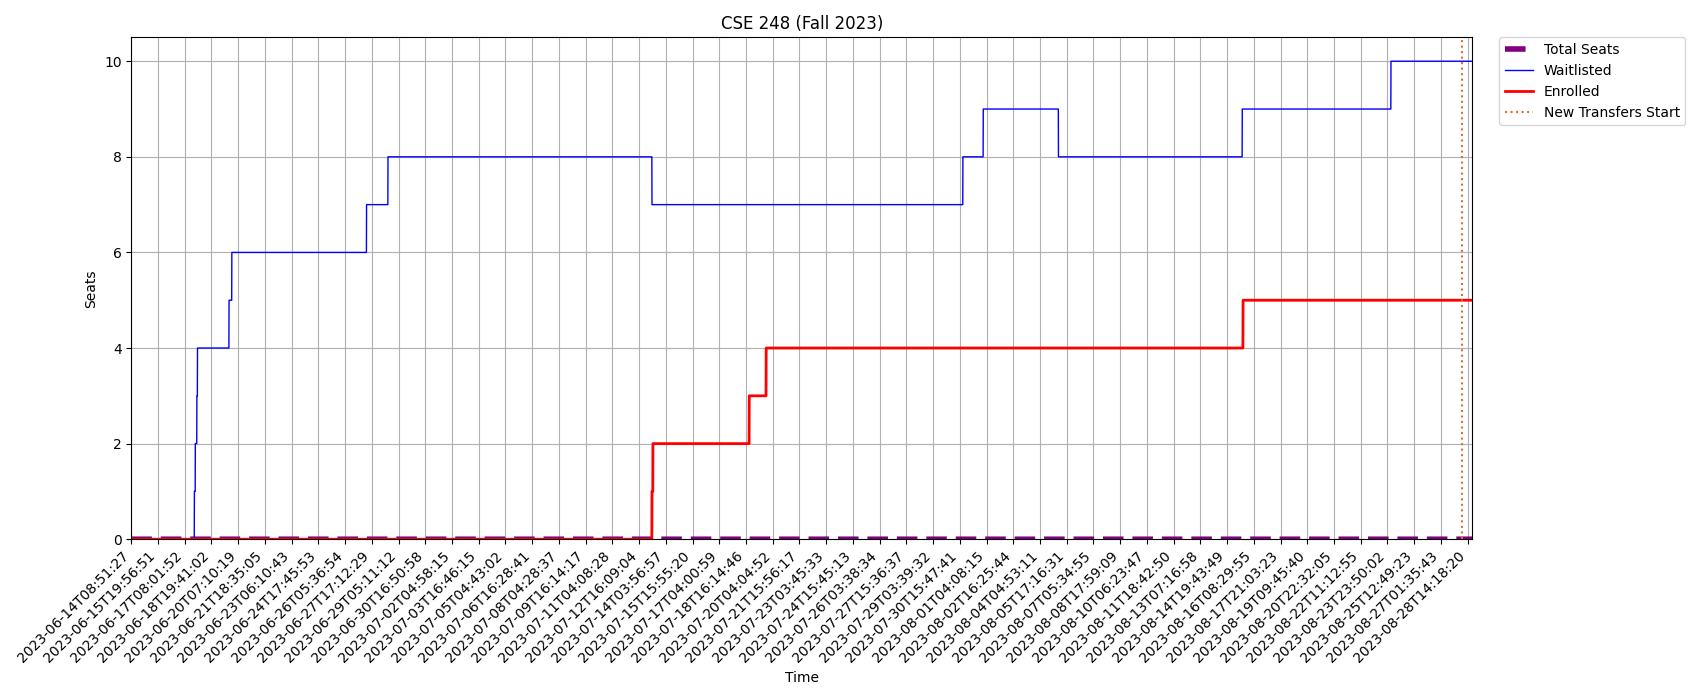 CSE 248 (Fall 2023)
Total Seats
Waitlisted
Enrolled
New Transfers Start
Seats
10
8
6
4
2
0
2023-06-14T08:51:27
2023-06-15T19:56:51
2023-06-17T08:01:52
2023-06-18T19:41:02
2023-06-20T07:10:19
2023-06-21T18:35:05
2023-06-23T06:10:43
2023-06-24T17:45:53
2023-06-26T05:36:54
2023-06-27T17:12:29
2023-06-29T05:11:12
2023-06-30T16:50:58
2023-07-02T04:58:15
2023-07-03T16:46:15
2023-07-05T04:43:02
2023-07-06T16:28:41
2023-07-08T04:28:37
2023-07-09T16:14:17
2023-07-11T04:08:28
2023-07-12T16:09:04
2023-07-14T03:56:57
2023-07-15T15:55:20
2023-07-17T04:00:59
2023-07-18T16:14:46
2023-07-20T04:04:52
2023-07-21T15:56:17
2023-07-23T03:45:33
2023-07-24T15:45:13
2023-07-26T03:38:34
2023-07-27T15:36:37
2023-07-29T03:39:32
2023-07-30T15:47:41
2023-08-01T04:08:15
2023-08-02T16:25:44
2023-08-04T04:53:11
2023-08-05T17:16:31
2023-08-07T05:34:55
2023-08-08T17:59:09
2023-08-10T06:23:47
2023-08-11T18:42:50
2023-08-13T07:16:58
2023-08-14T19:43:49
2023-08-16T08:29:55
2023-08-17T21:03:23
2023-08-19T09:45:40
2023-08-20T22:32:05
2023-08-22T11:12:55
2023-08-23T23:50:02
2023-08-25T12:49:23
2023-08-27T01:35:43
2023-08-28T14:18:20
Time